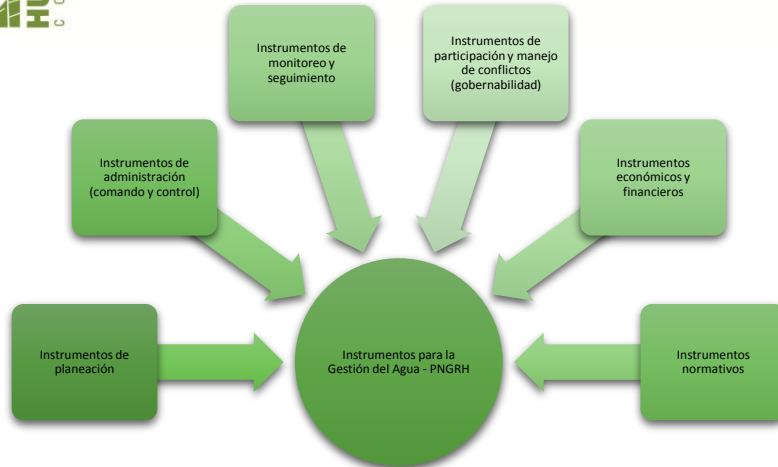 Instrumentos de
monitoreo y
seguimiento
Instrumentos de
participación y manejo
de conflictos
(gobernabilidad)
Instrumentos de
administración
(comando y control)
Instrumentos
económicos y
financieros
Instrumentos de
planeación
Instrumentos para la
Gestión del Agua - PNGRH
Instrumentos
normativos